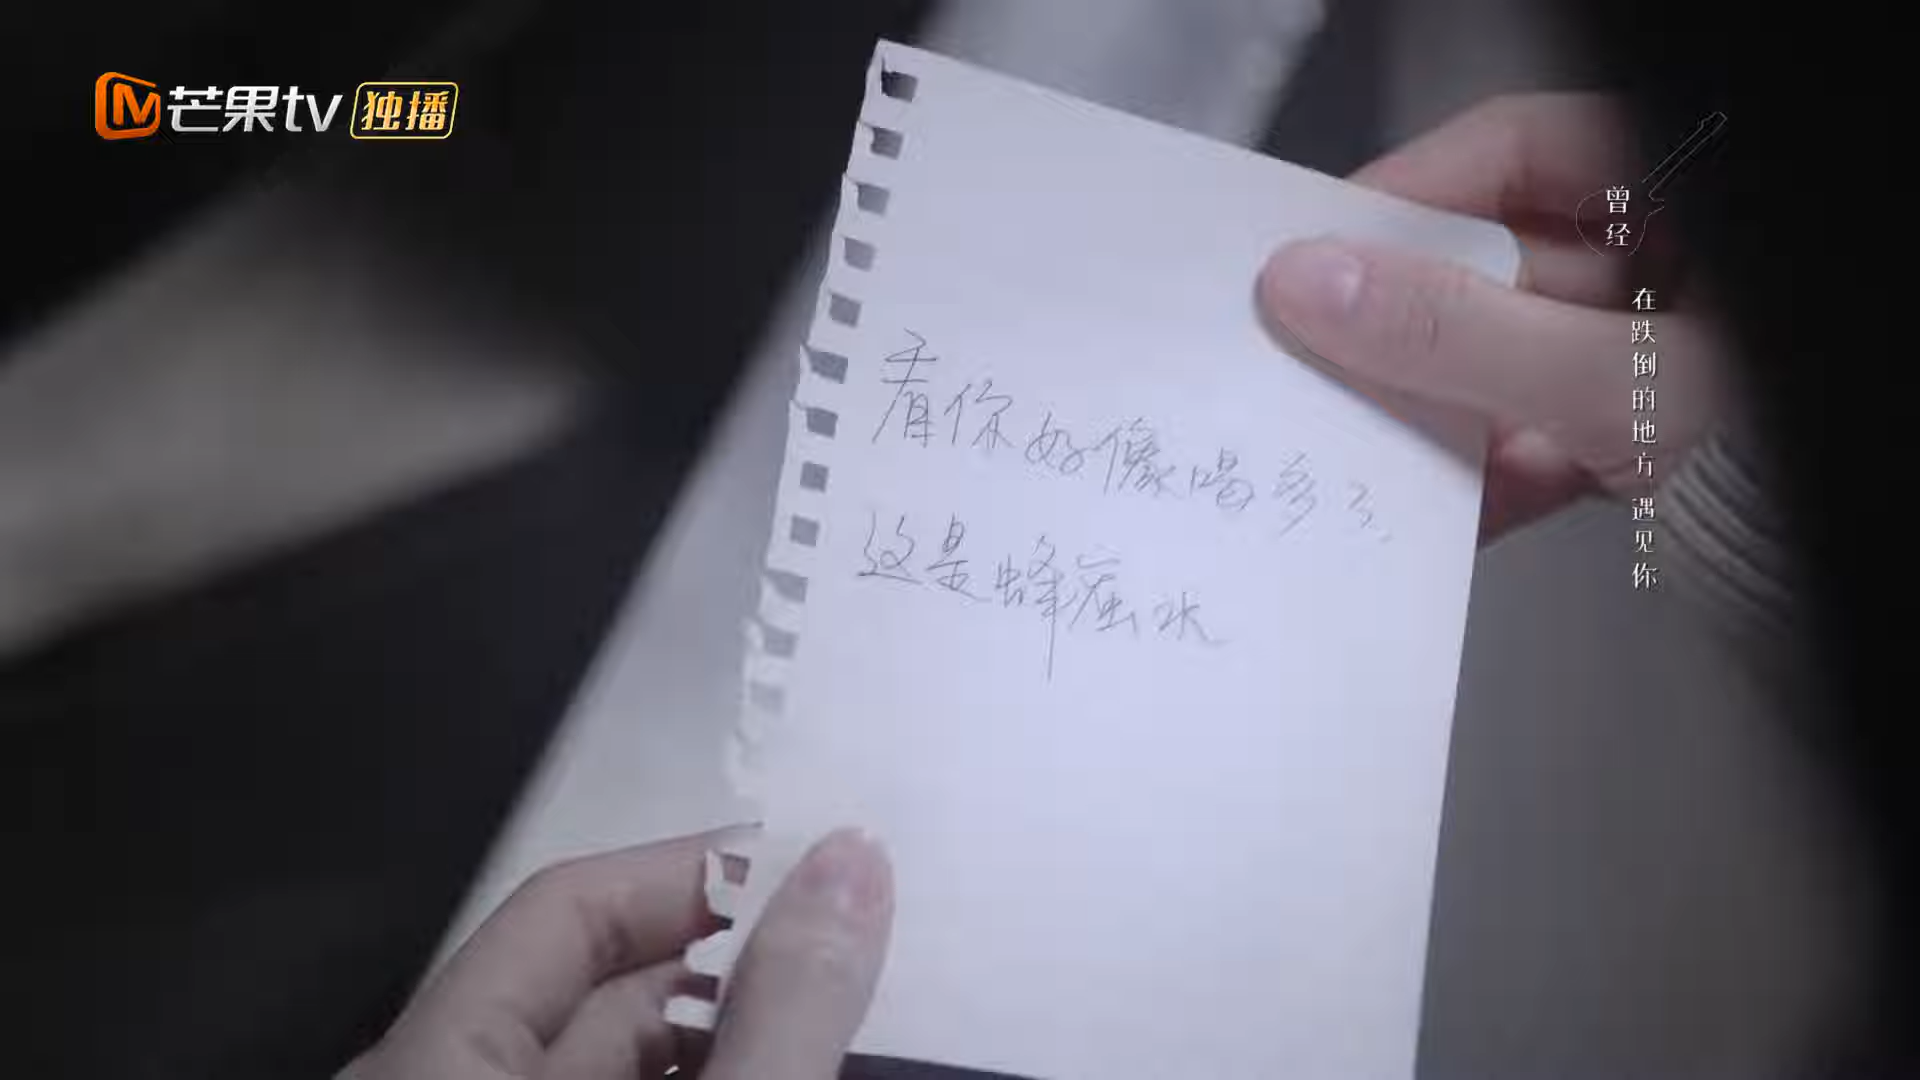 芒果tv 独播
看你好像喝多了
这是蜂蜜水
曾经
在跌倒的地方 遇见你